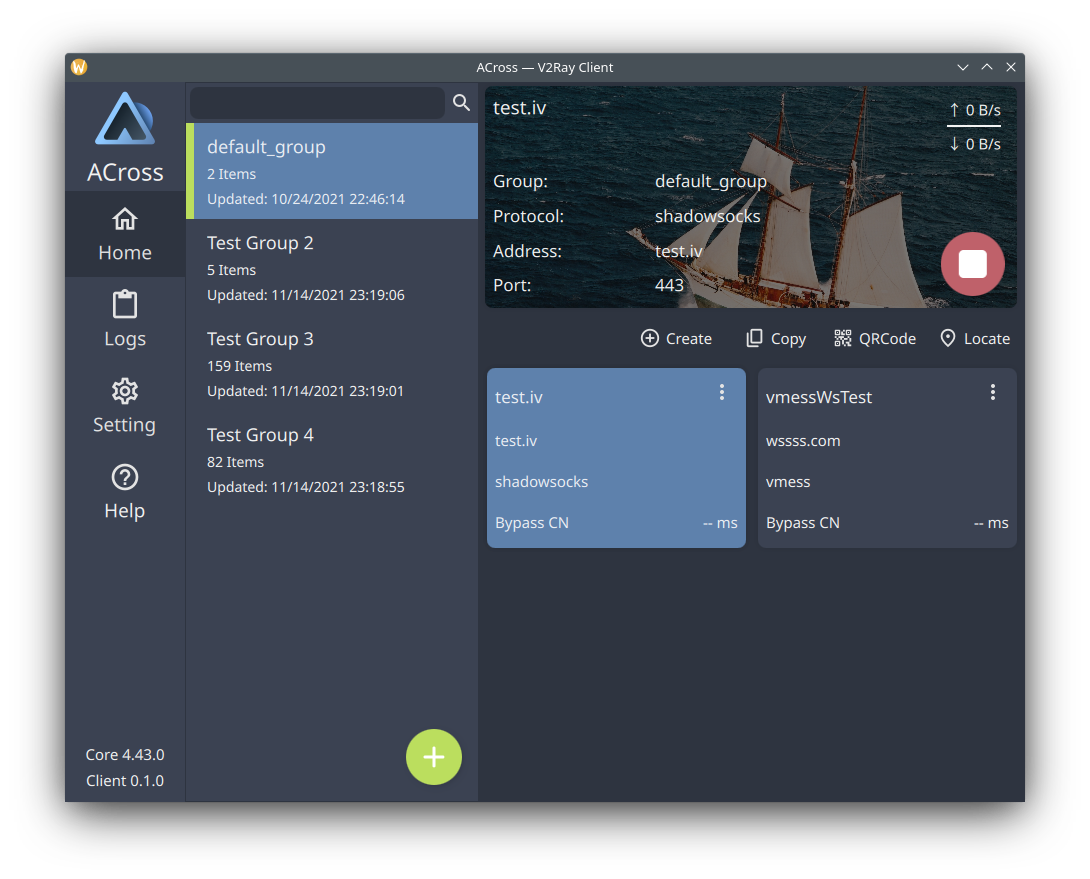 ACross — V2Ray Client
ACross
Home
Logs
Setting
Help
Core 4.43.0
Client 0.1.0
default_group
2 Items
Updated: 10/24/2021 22:46:14
Test Group 2
5 Items
Updated: 11/14/2021 23:19:06
Test Group 3
159 Items
Updated: 11/14/2021 23:19:01
Test Group 4
82 Items
Updated: 11/14/2021 23:18:55
test.iv
↑ 0 B/s
↓ 0 B/s
Group: default_group
Protocol: shadowsocks
Address: test.iv
Port: 443
Create Copy QRCode Locate
test.iv
test.iv
shadowsocks
Bypass CN -- ms
vmessWsTest
wssss.com
vmess
Bypass CN -- ms